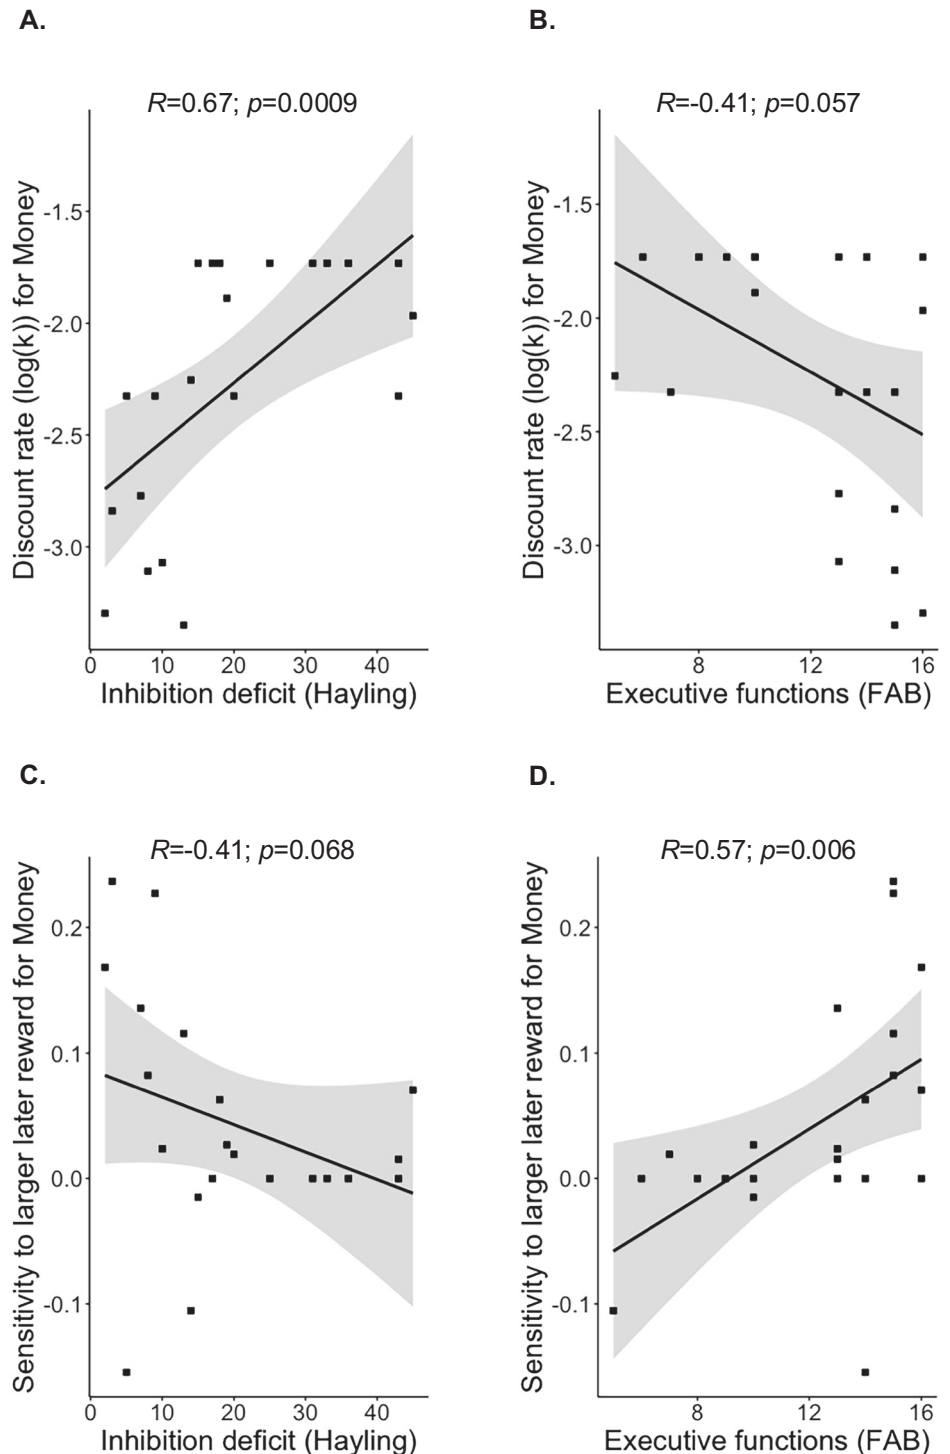 A.
R=0.67; p=0.0009
Discount rate (log(k)) for Money
-1.5
-2.0
-2.5
-3.0
0 10 20 30 40
Inhibition deficit (Hayling)
B.
R=-0.41; p=0.057
Discount rate (log(k)) for Money
-1.5
-2.0
-2.5
-3.0
8 12 16
Executive functions (FAB)
C.
R=-0.41; p=0.068
Sensitivity to larger later reward for Money
0.2
0.1
0.0
-0.1
0 10 20 30 40
Inhibition deficit (Hayling)
D.
R=0.57; p=0.006
Sensitivity to larger later reward for Money
0.2
0.1
0.0
-0.1
8 12 16
Executive functions (FAB)